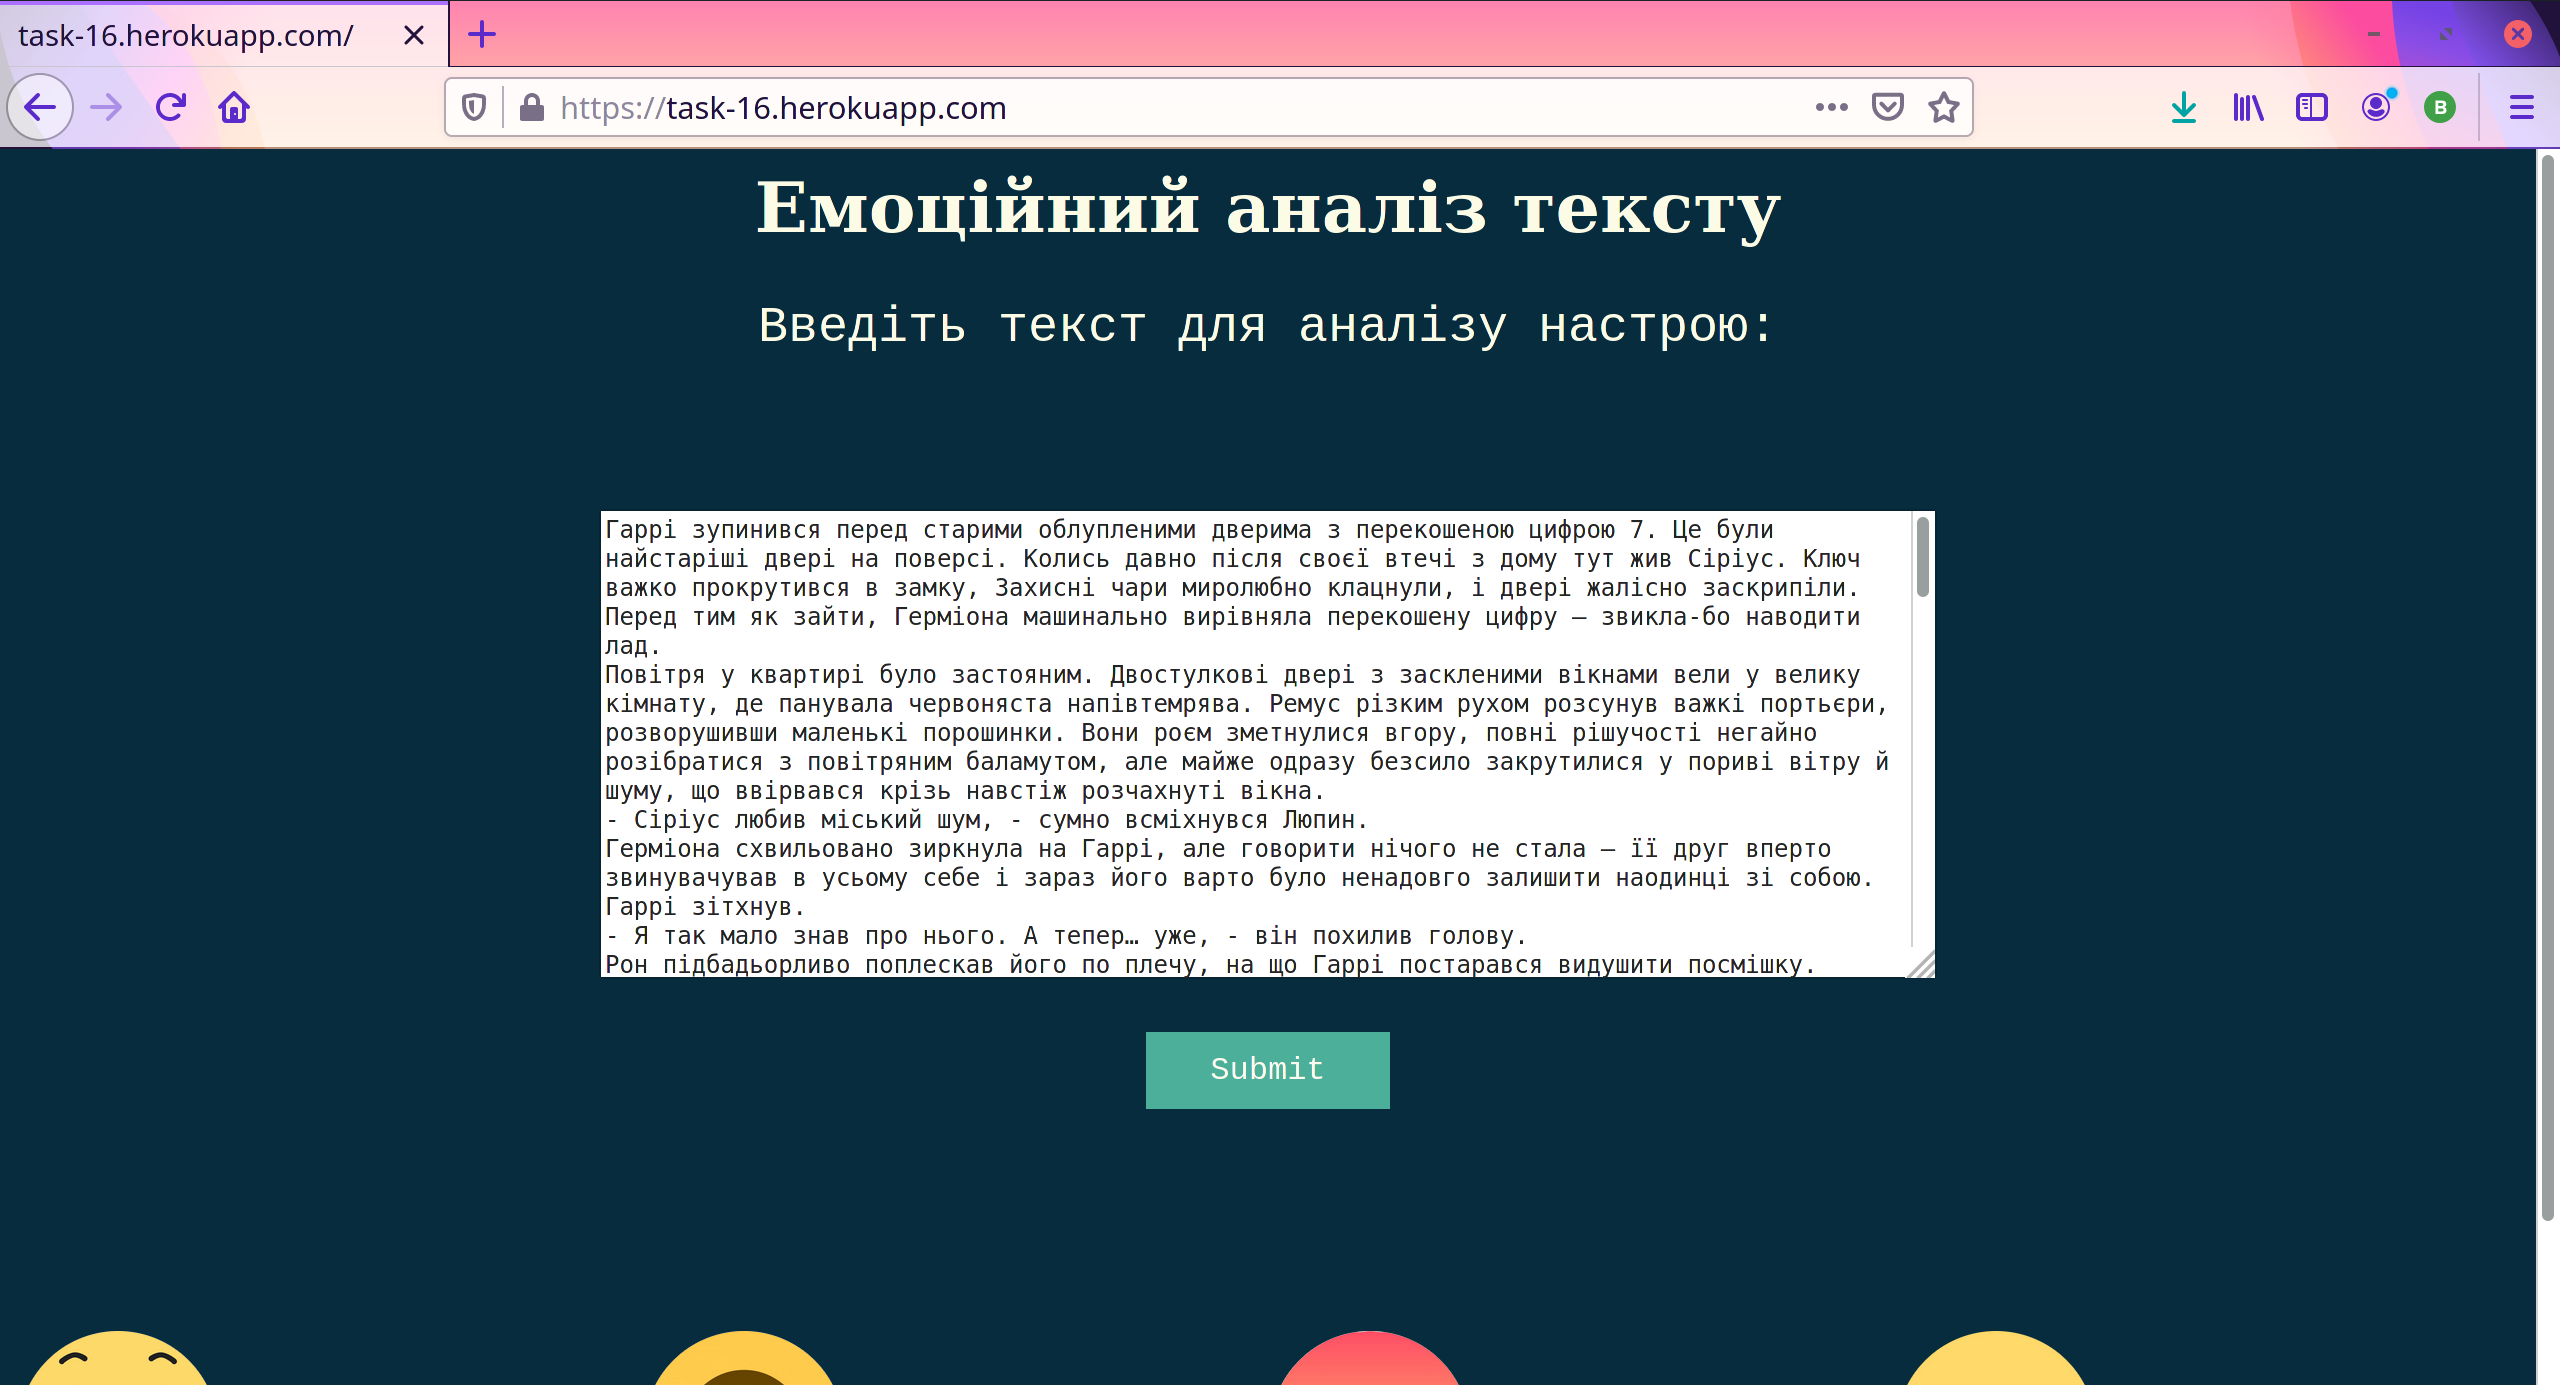 task-16.herokuapp.com/
https://task-16.herokuapp.com
B
Емоційний аналіз тексту
Введіть текст для аналізу настрою:
Гаррі зупинився перед старими облупленими дверима з перекошеною цифрою 7. Це були
найстаріші двері на поверсі. Колись давно після своєї втечі з дому тут жив Сіріус. Ключ
важко прокрутився в замку, Захисні чари миролюбно клацнули, і двері жалісно заскрипіли.
Перед тим як зайти, Герміона машинально вирівняла перекошену цифру — звикла-бо наводити
лад.
Повітря у квартирі було застояним. Двостулкові двері з заскленими вікнами вели у велику
кімнату, де панувала червоняста напівтемрява. Ремус різким рухом розсунув важкі портьєри,
розворушивши маленькі порошинки. Вони роєм зметнулися вгору, повні рішучості негайно
розібратися з повітряним баламутом, але майже одразу безсило закрутилися у пориві вітру й
шуму, що ввірвався крізь навстіж розчахнуті вікна.
- Сіріус любив міський шум, - сумно всміхнувся Люпин.
Герміона схвильовано зиркнула на Гаррі, але говорити нічого не стала — її друг вперто
звинувачував в усьому себе і зараз його варто було ненадовго залишити наодинці зі собою.
Гаррі зітхнув.
- Я так мало знав про нього. А тепер… уже, - він похилив голову.
Рон підбадьорливо поплескав його по плечу, на що Гаррі постарався видушити посмішку.
Submit